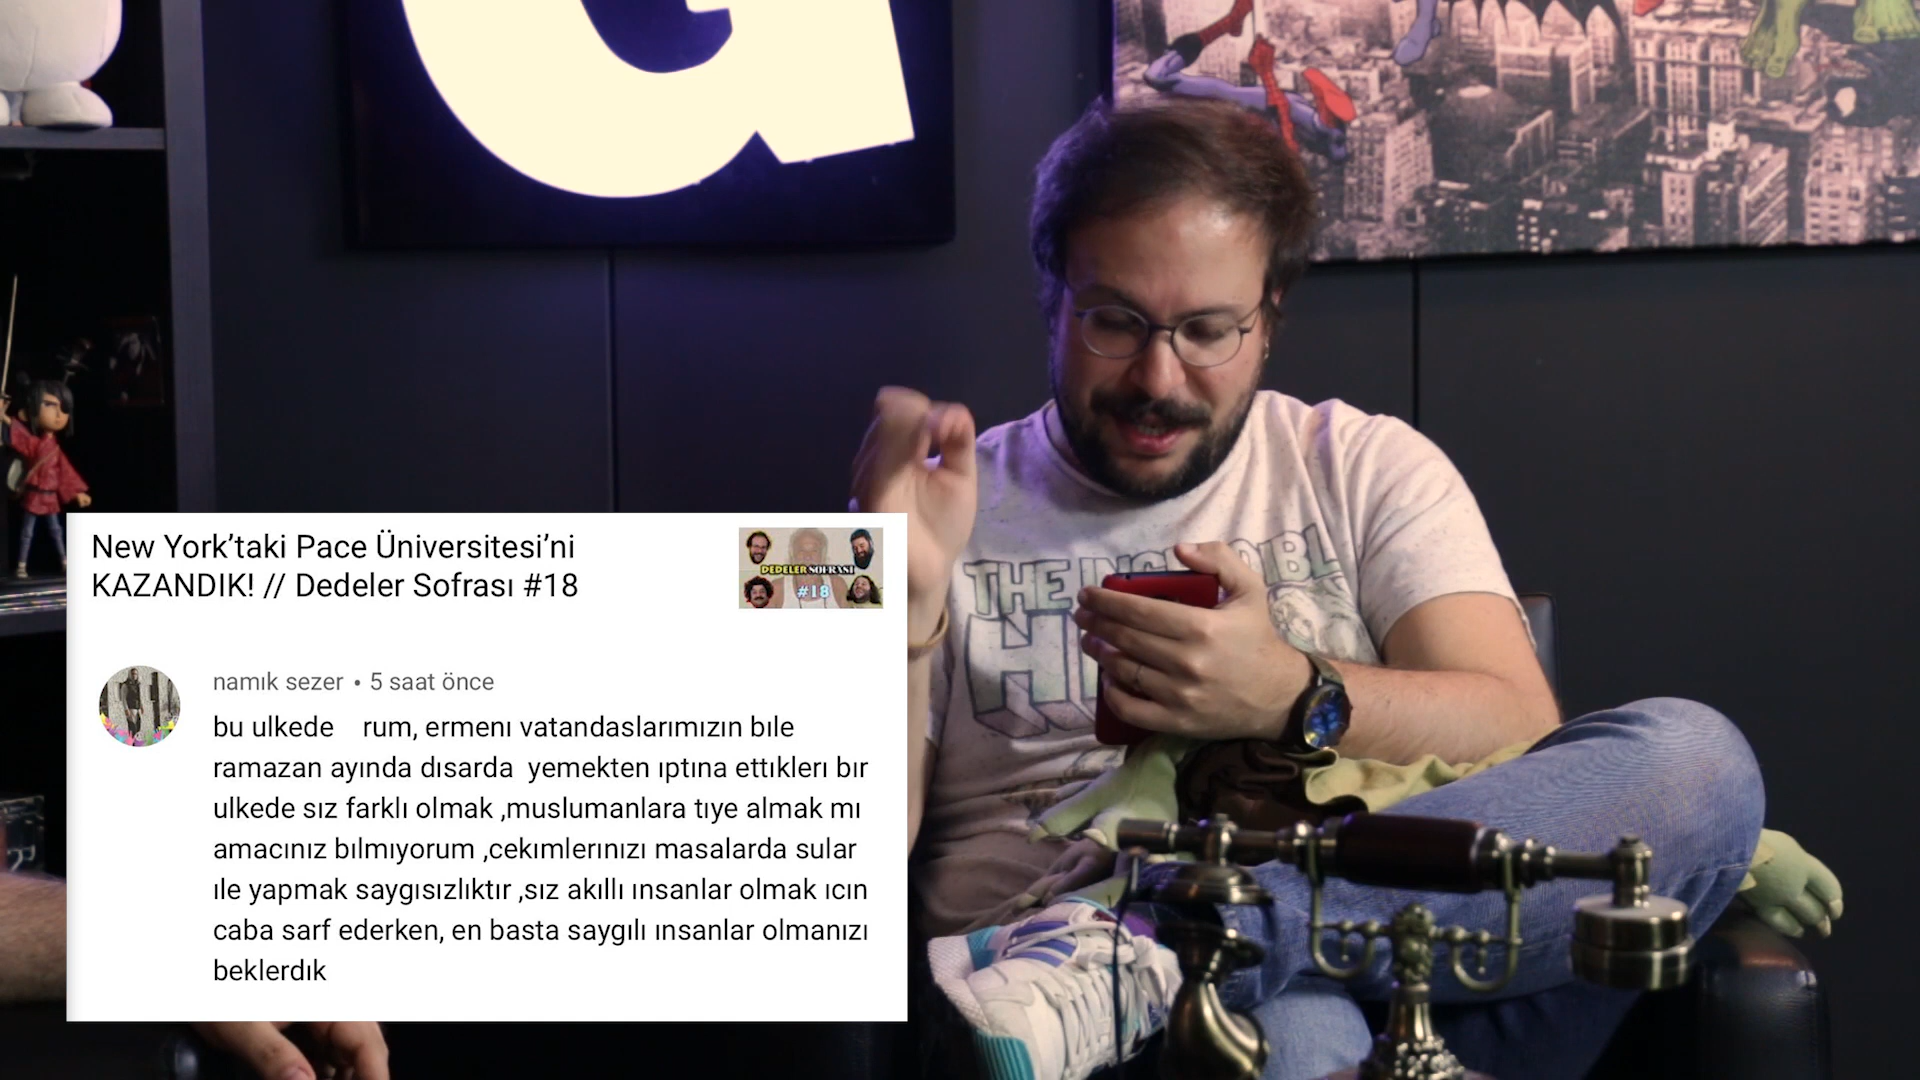 G
New York’taki Pace Üniversitesi’ni
KAZANDIK! // Dedeler Sofrası #18
DEDELER SOFRASI
#18
namık sezer • 5 saat önce
bu ulkede    rum, ermenı vatandaslarımızın bıle
ramazan ayında dısarda  yemekten ıptına ettıklerı bır
ulkede sız farklı olmak ,muslumanlara tıye almak mı
amacınız bılmıyorum ,cekımlerınızı masalarda sular
ıle yapmak saygısızlıktır ,sız akıllı ınsanlar olmak ıcın
caba sarf ederken, en basta saygılı ınsanlar olmanızı
beklerdık
THE